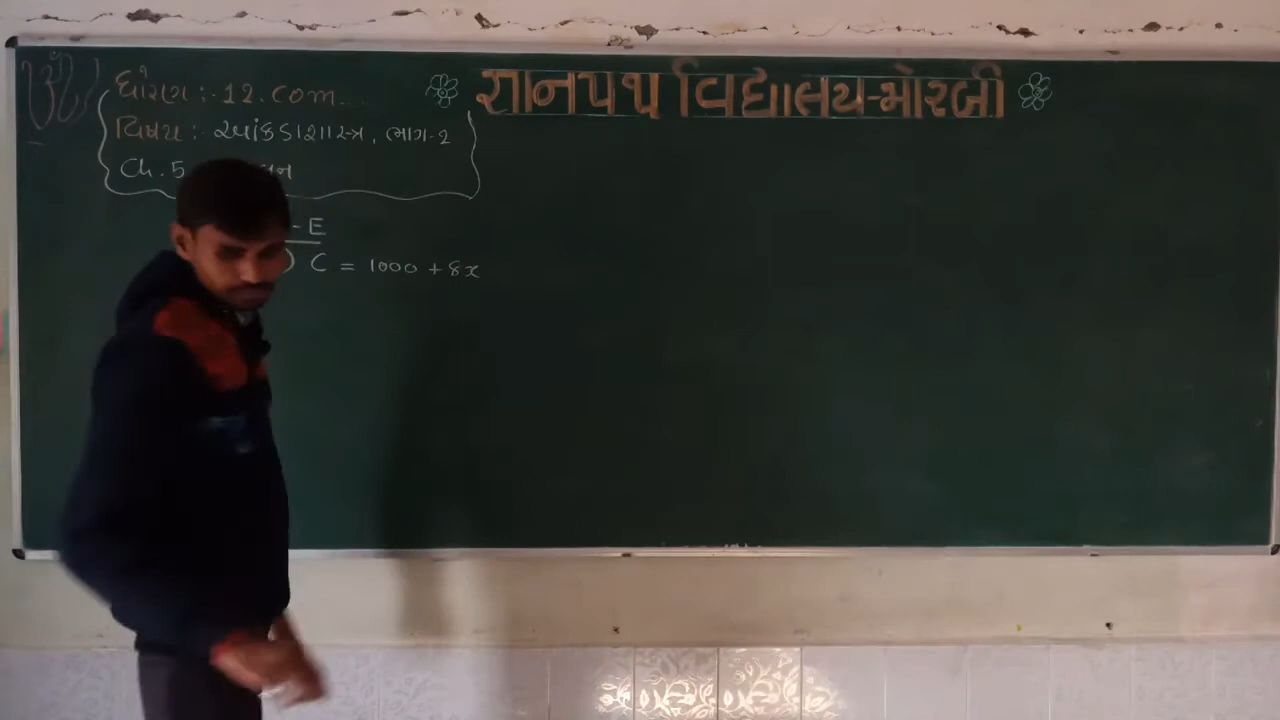 જ્ઞાનપથ વિદ્યાલય-મોરબી
ધોરણ :- 12.com...
વિષય :- આંકડાશાસ્ત્ર, ભાગ-2
Ch. 5
- E
) C = 1000 + 8x